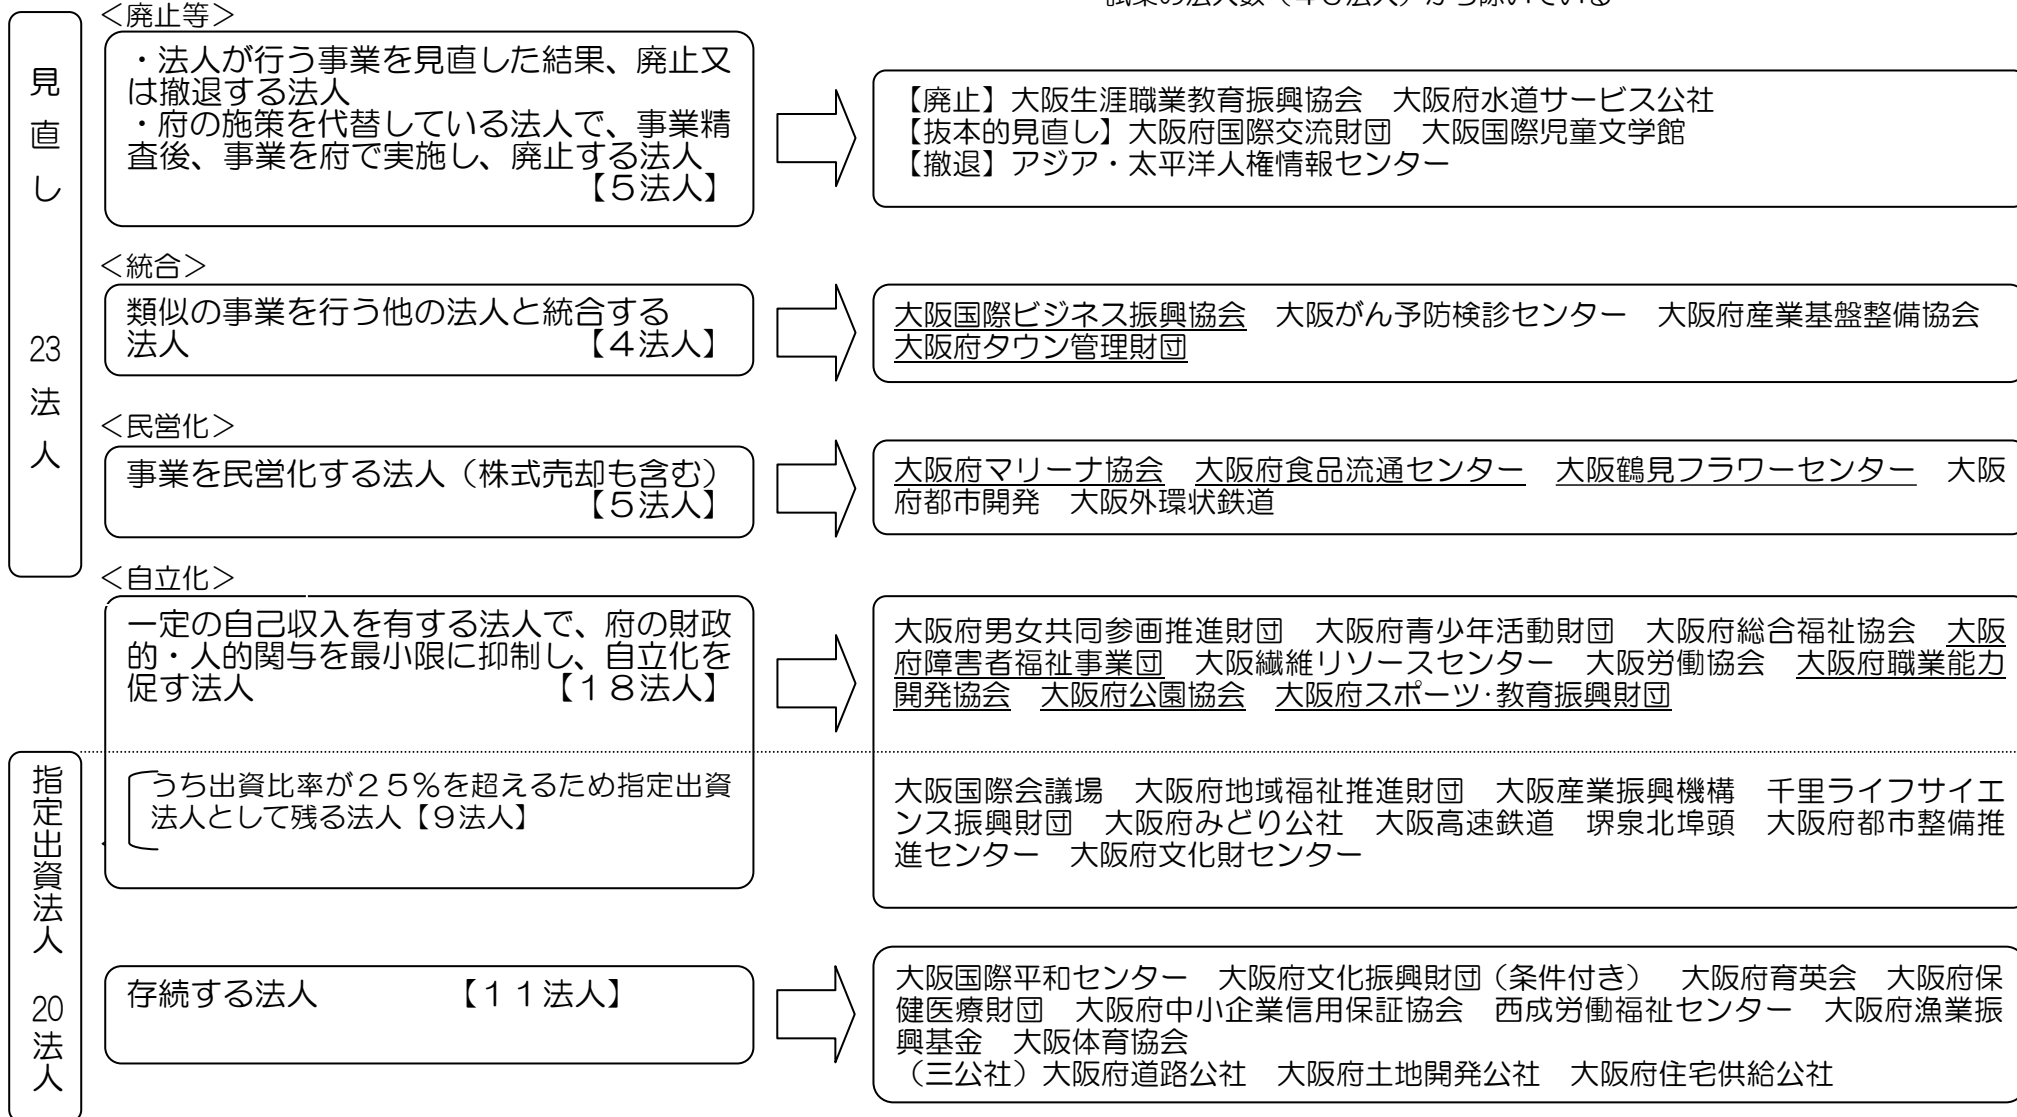 試案の法人数（４３法人）から除いている
＜廃止等＞
見直し　23法人
・法人が行う事業を見直した結果、廃止又
は撤退する法人
・府の施策を代替している法人で、事業精
査後、事業を府で実施し、廃止する法人
【５法人】
【廃止】大阪生涯職業教育振興協会　大阪府水道サービス公社
【抜本的見直し】大阪府国際交流財団　大阪国際児童文学館
【撤退】アジア・太平洋人権情報センター
＜統合＞
類似の事業を行う他の法人と統合する
法人　【４法人】
大阪国際ビジネス振興協会　大阪がん予防検診センター　大阪府産業基盤整備協会
大阪府タウン管理財団
＜民営化＞
事業を民営化する法人（株式売却も含む）
【５法人】
大阪府マリーナ協会　大阪府食品流通センター　大阪鶴見フラワーセンター　大阪
府都市開発　大阪外環状鉄道
＜自立化＞
一定の自己収入を有する法人で、府の財政
的・人的関与を最小限に抑制し、自立化を
促す法人　【１８法人】
大阪府男女共同参画推進財団　大阪府青少年活動財団　大阪府総合福祉協会　大阪
府障害者福祉事業団　大阪繊維リソースセンター　大阪労働協会　大阪府職業能力
開発協会　大阪府公園協会　大阪府スポーツ・教育振興財団
指定出資法人　20法人
うち出資比率が２５％を超えるため指定出資
法人として残る法人【９法人】
大阪国際会議場　大阪府地域福祉推進財団　大阪産業振興機構　千里ライフサイエ
ンス振興財団　大阪府みどり公社　大阪高速鉄道　堺泉北埠頭　大阪府都市整備推
進センター　大阪府文化財センター
存続する法人　【１１法人】
大阪国際平和センター　大阪府文化振興財団（条件付き）　大阪府育英会　大阪府保
健医療財団　大阪府中小企業信用保証協会　西成労働福祉センター　大阪府漁業振
興基金　大阪体育協会
（三公社）大阪府道路公社　大阪府土地開発公社　大阪府住宅供給公社